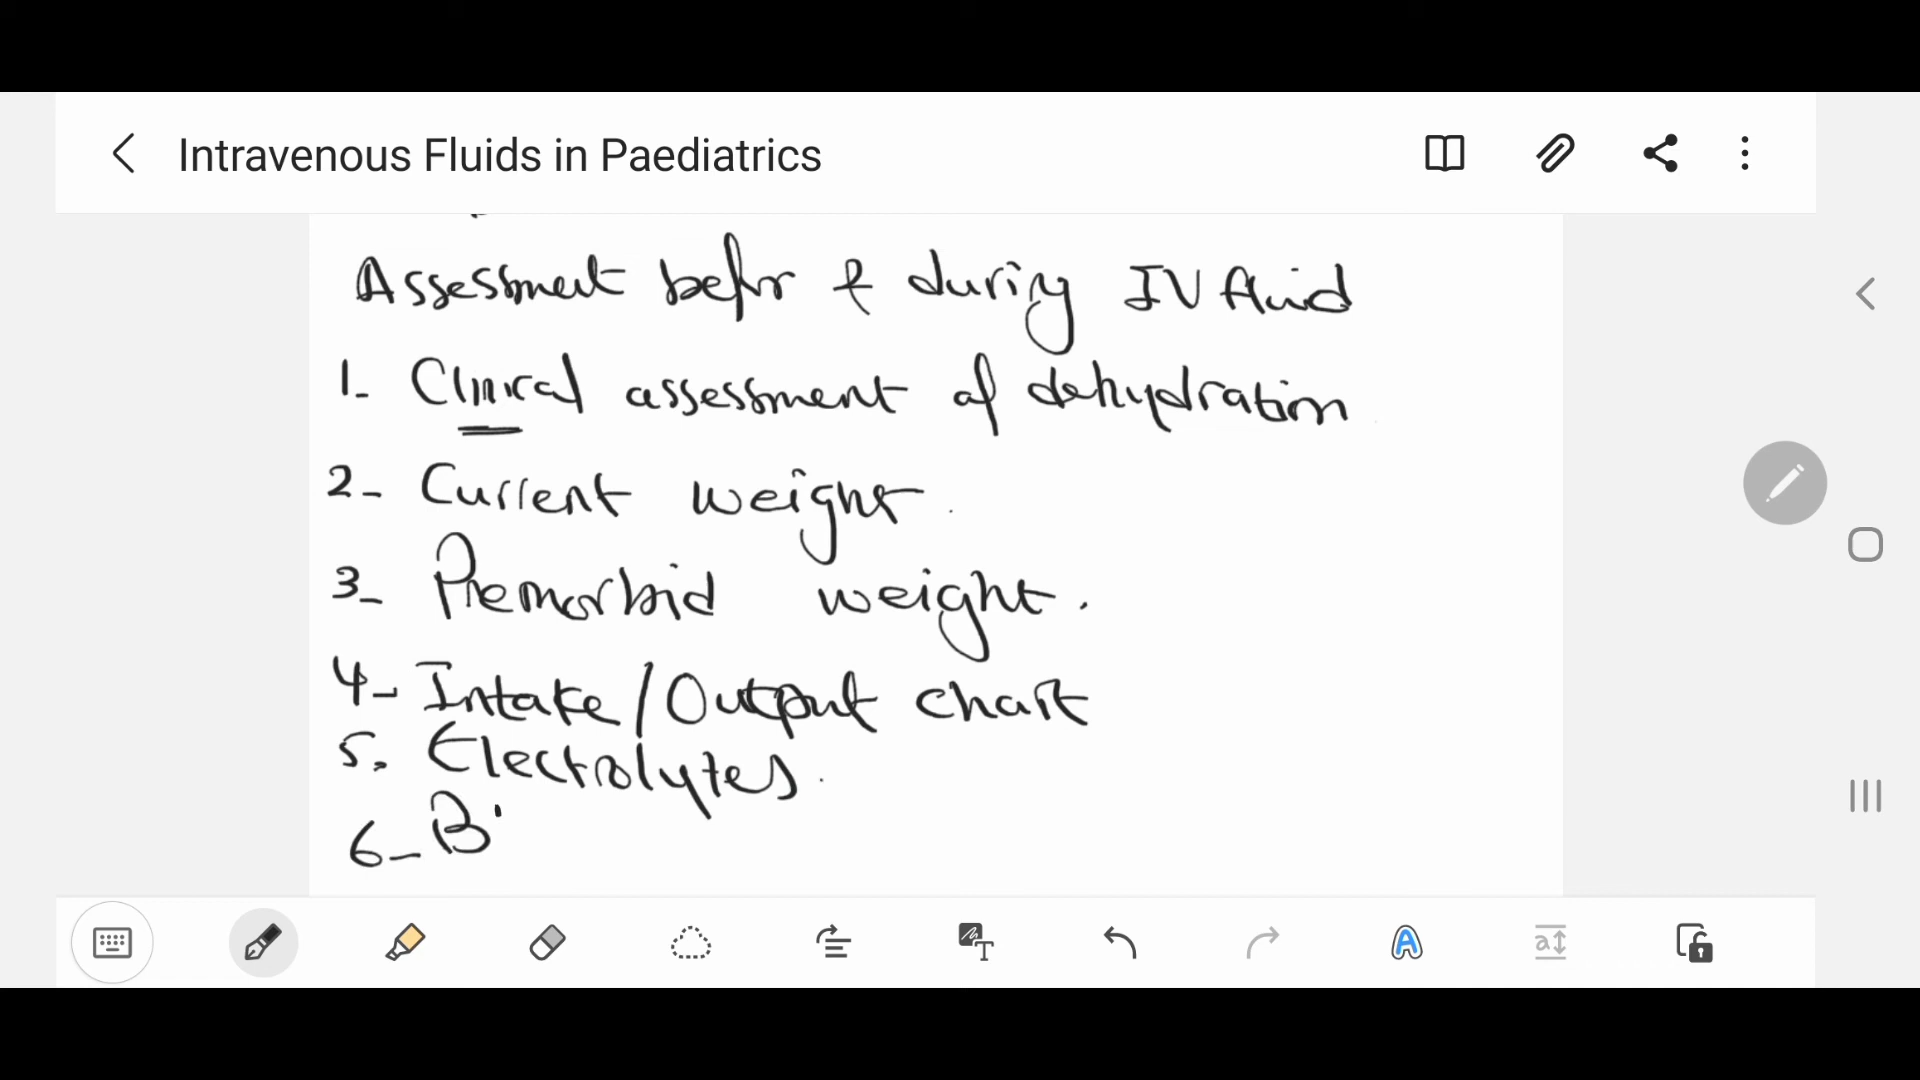 Intravenous Fluids in Paediatrics
Assessment befor & during IV fluid
1- Clinical assessment of dehydration
2- Current weight.
3- Premorbid weight.
4- Intake/Output chart
5. Electrolytes.
6- B